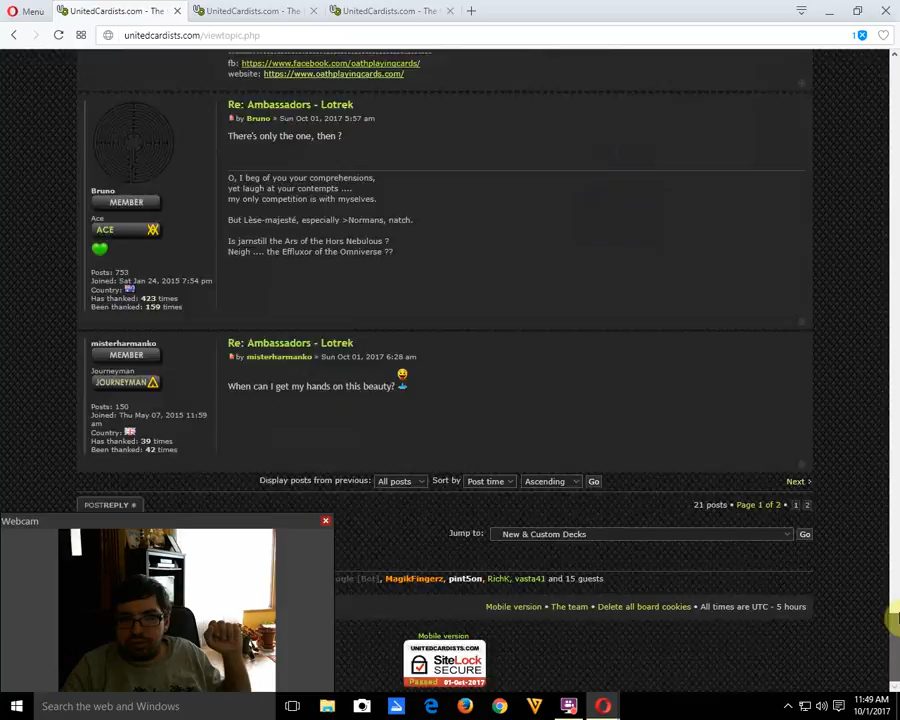 Menu
UnitedCardists.com - The
UnitedCardists.com - The
UnitedCardists.com - The
unitedcardists.com/viewtopic.php
1
fb: https://www.facebook.com/oathplayingcards/
website: https://www.oathplayingcards.com/
Re: Ambassadors - Lotrek
by Bruno » Sun Oct 01, 2017 5:57 am
There's only the one, then ?
O, I beg of you your comprehensions,
yet laugh at your contempts ....
my only competition is with myselves.
But Lèse-majesté, especially >Normans, natch.
Is jarnstill the Ars of the Hors Nebulous ?
Neigh .... the Effluxor of the Omniverse ??
Bruno
MEMBER
Ace
ACE
Posts: 753
Joined: Sat Jan 24, 2015 7:54 pm
Country:
Has thanked: 423 times
Been thanked: 159 times
misterharmanko
MEMBER
Journeyman
JOURNEYMAN
Posts: 150
Joined: Thu May 07, 2015 11:59
am
Country:
Has thanked: 39 times
Been thanked: 42 times
Re: Ambassadors - Lotrek
by misterharmanko » Sun Oct 01, 2017 6:28 am
When can I get my hands on this beauty?
Display posts from previous: All posts Sort by Post time Ascending Go
Next >
POSTREPLY
21 posts • Page 1 of 2 • 1 2
Webcam
Jump to: New & Custom Decks Go
[Bot], MagikFingerz, pintSon, RichK, vasta41 and 15 guests
Mobile version • The team • Delete all board cookies • All times are UTC - 5 hours
Mobile version
UNITEDCARDISTS.COM
SiteLock
SECURE
Passed 01-Oct-2017
Search the web and Windows
11:49 AM
10/1/2017